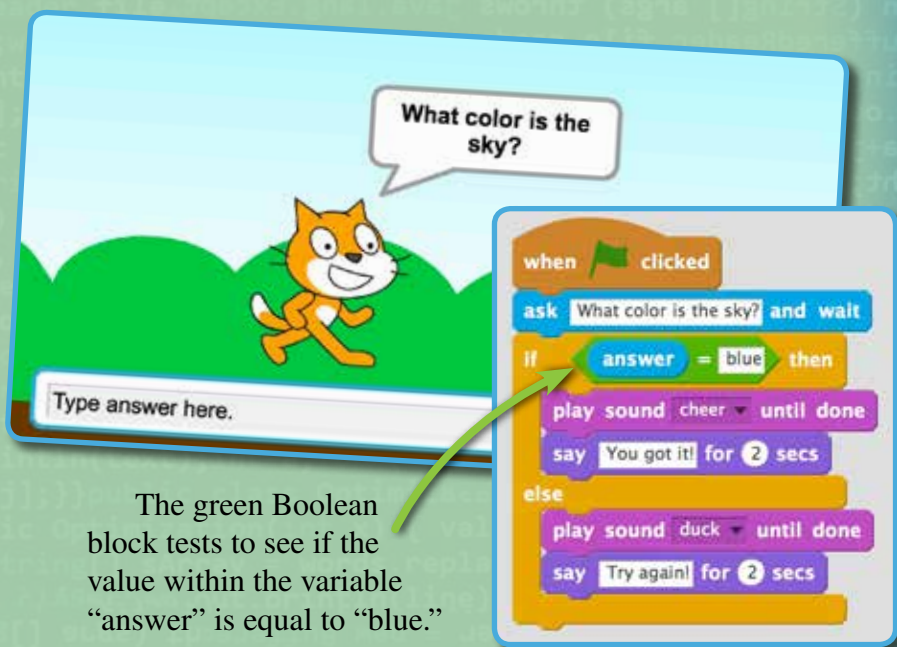 What color is the
sky?
Type answer here.
when clicked
ask What color is the sky? and wait
if answer = blue then
play sound cheer until done
say You got it! for 2 secs
else
play sound duck until done
say Try again! for 2 secs
The green Boolean
block tests to see if the
value within the variable
“answer” is equal to “blue.”